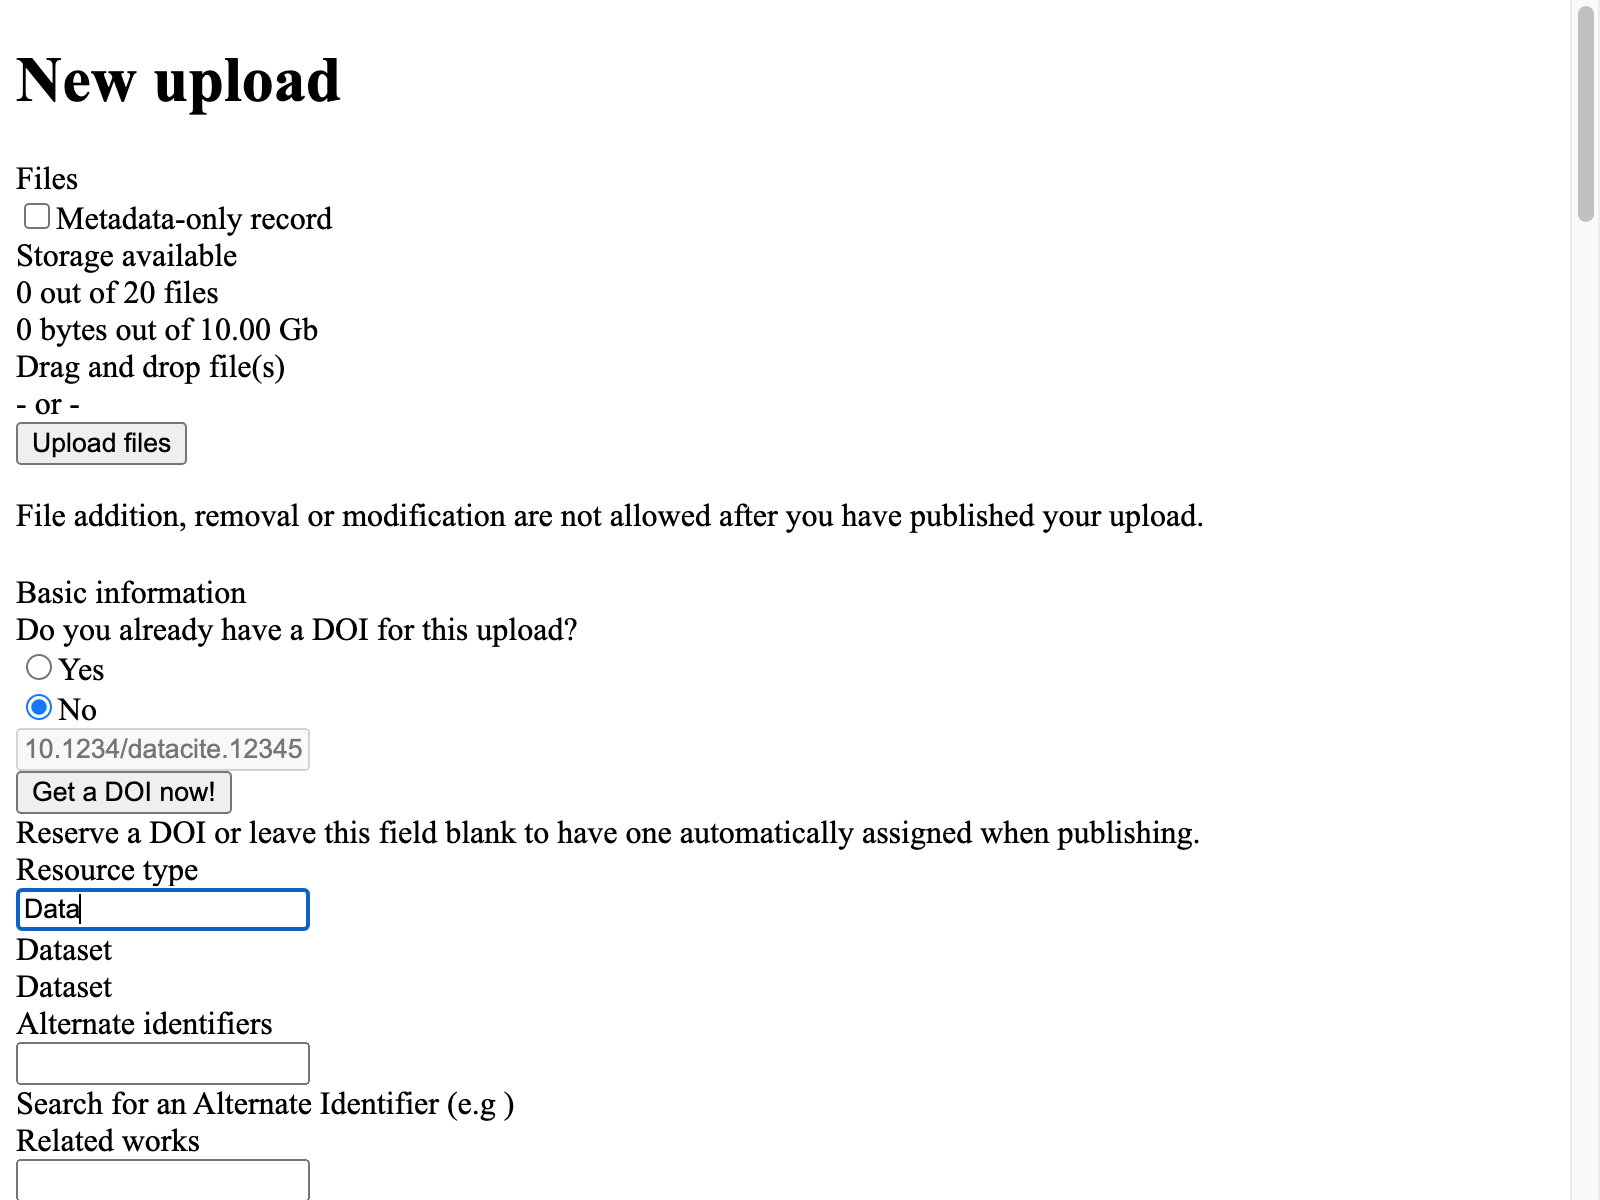 New upload
Files
Metadata-only record
Storage available
0 out of 20 files
0 bytes out of 10.00 Gb
Drag and drop file(s)
- or -
Upload files
File addition, removal or modification are not allowed after you have published your upload.
Basic information
Do you already have a DOI for this upload?
Yes
No
10.1234/datacite.12345
Get a DOI now!
Reserve a DOI or leave this field blank to have one automatically assigned when publishing.
Resource type
Data
Dataset
Dataset
Alternate identifiers
Search for an Alternate Identifier (e.g )
Related works